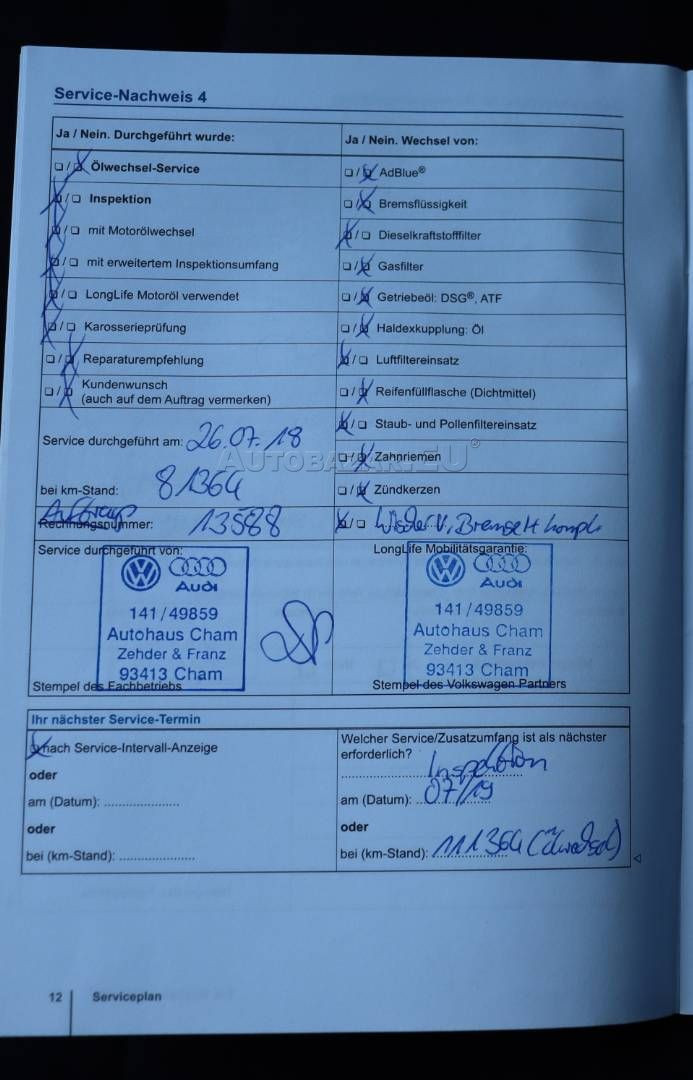 Service-Nachweis 4
Ja / Nein. Durchgeführt wurde:
☐/☒ Ölwechsel-Service
☒/☐ Inspektion
☒/☐ mit Motorölwechsel
☒/☐ mit erweitertem Inspektionsumfang
☒/☐ LongLife Motoröl verwendet
☒/☐ Karosserieprüfung
☐/☒ Reparaturempfehlung
☐/☒ Kundenwunsch
(auch auf dem Auftrag vermerken)
Service durchgeführt am: 26.07.18
bei km-Stand: 81364
Auftrags
Rechnungsnummer: 13588
Ja / Nein. Wechsel von:
☐/☒ AdBlue®
☐/☒ Bremsflüssigkeit
☒/☐ Dieselkraftstofffilter
☐/☒ Gasfilter
☐/☒ Getriebeöl: DSG®, ATF
☐/☒ Haldexkupplung: Öl
☒/☐ Luftfiltereinsatz
☐/☒ Reifenfüllflasche (Dichtmittel)
☒/☐ Staub- und Pollenfiltereinsatz
☐/☒ Zahnriemen
☐/☒ Zündkerzen
☒/☐ Wischer V,
AUTOBAZAR.EU®
Service durchgeführt von:
Audi
141/49859
Autohaus Cham
Zehder & Franz
93413 Cham
Stempel des Fachbetriebs
LongLife Mobilitätsgarantie:
Audi
141/49859
Autohaus Cham
Zehder & Franz
93413 Cham
Stempel des Volkswagen Partners
Ihr nächster Service-Termin
☒ nach Service-Intervall-Anzeige
oder
am (Datum): ....................
oder
bei (km-Stand): ....................
Welcher Service/Zusatzumfang ist als nächster
erforderlich? Inspektion
am (Datum): 07/19
oder
bei (km-Stand): 111364 (Ölwechsel)
12 Serviceplan